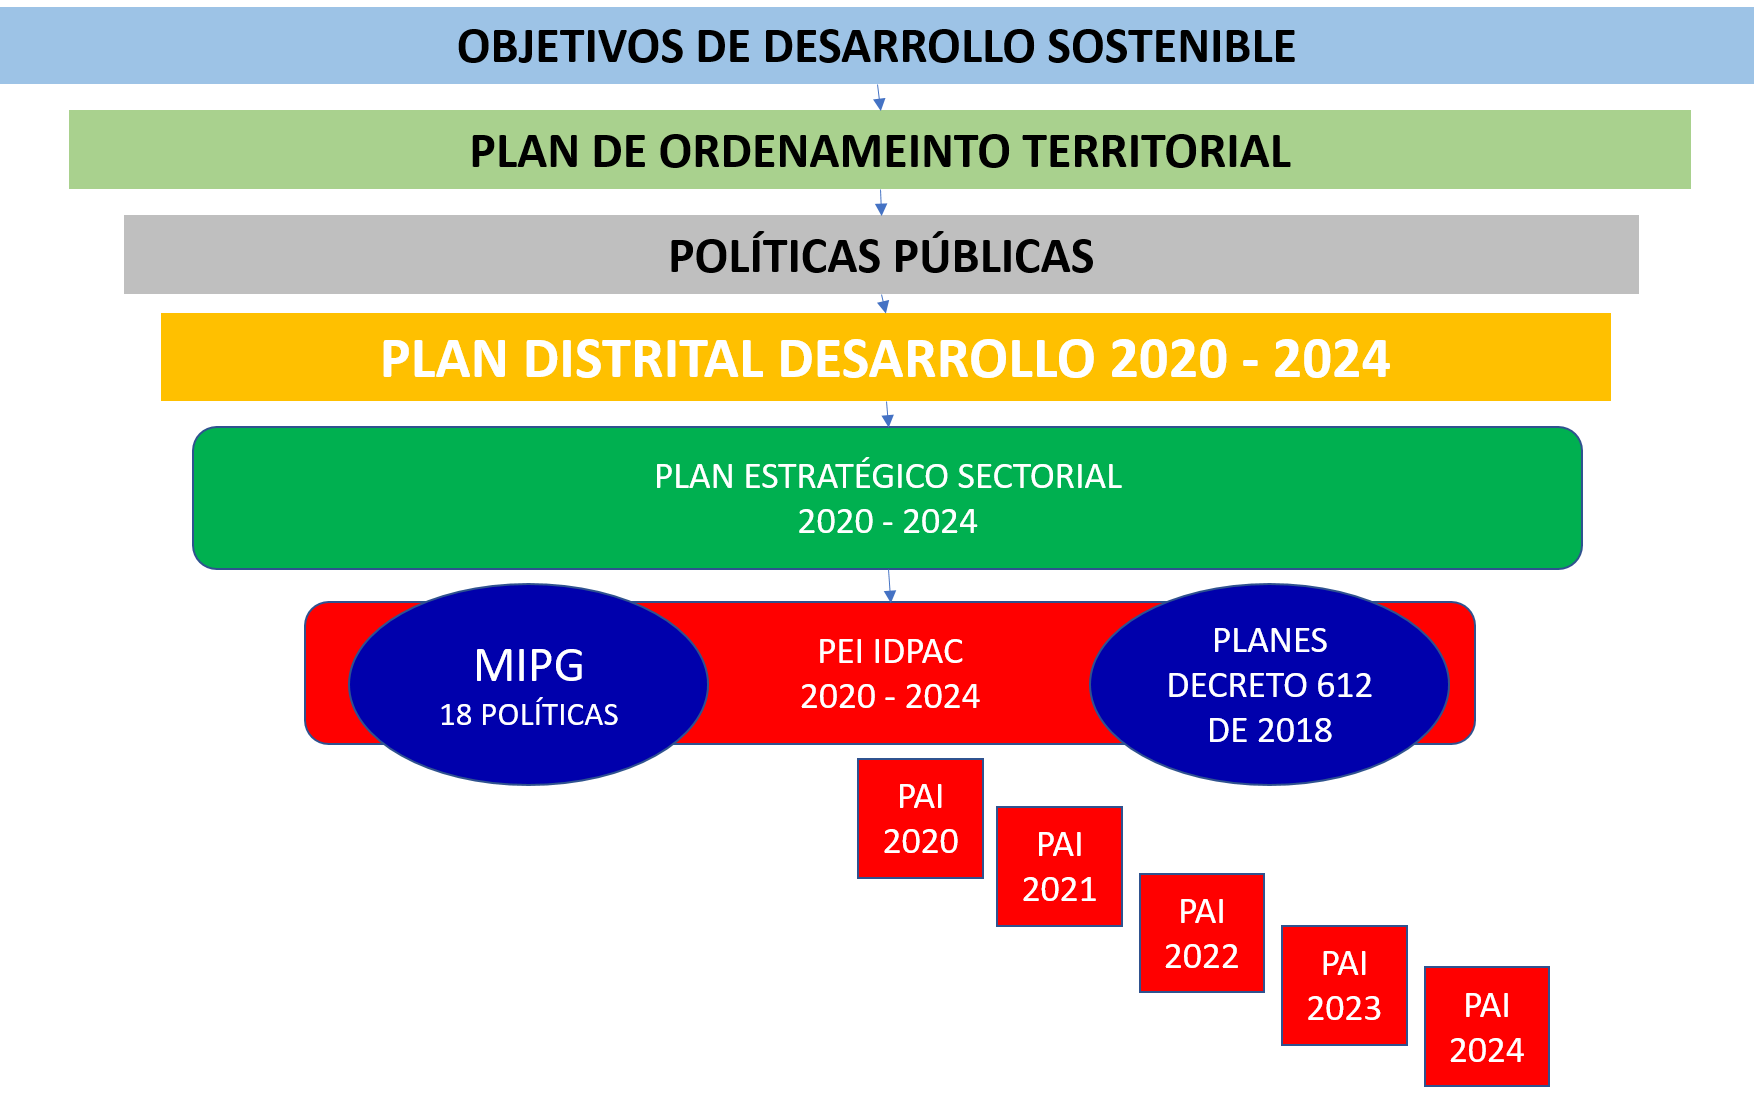 OBJETIVOS DE DESARROLLO SOSTENIBLE
PLAN DE ORDENAMEINTO TERRITORIAL
POLÍTICAS PÚBLICAS
PLAN DISTRITAL DESARROLLO 2020 - 2024
PLAN ESTRATÉGICO SECTORIAL
2020 - 2024
MIPG
18 POLÍTICAS
PEI IDPAC
2020 - 2024
PLANES
DECRETO 612
DE 2018
PAI
2020
PAI
2021
PAI
2022
PAI
2023
PAI
2024